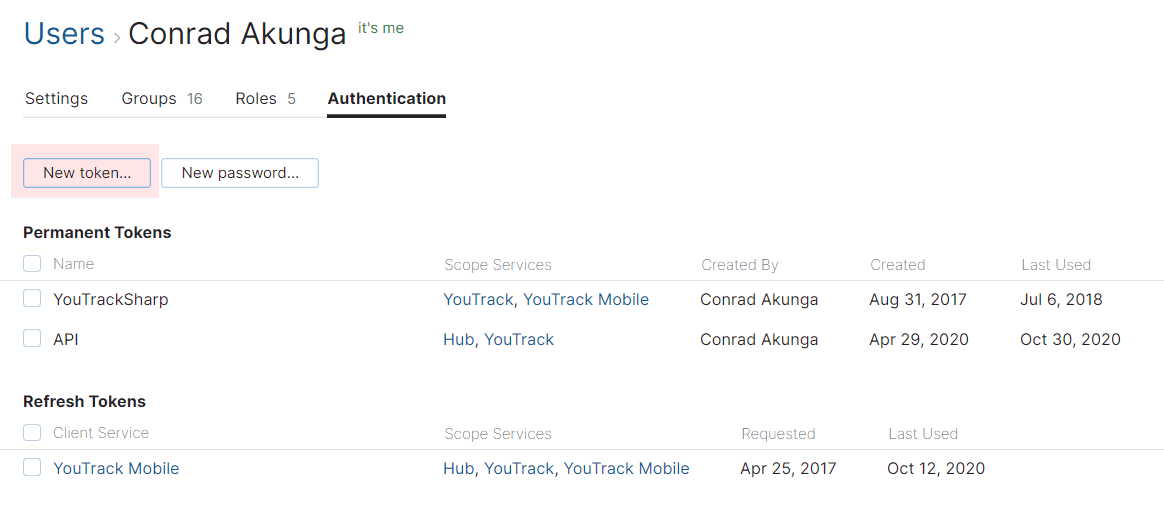 Users › Conrad Akunga it's me
Settings Groups 16 Roles 5 Authentication
New token... New password...
Permanent Tokens
Name Scope Services Created By Created Last Used
YouTrackSharp YouTrack, YouTrack Mobile Conrad Akunga Aug 31, 2017 Jul 6, 2018
API Hub, YouTrack Conrad Akunga Apr 29, 2020 Oct 30, 2020
Refresh Tokens
Client Service Scope Services Requested Last Used
YouTrack Mobile Hub, YouTrack, YouTrack Mobile Apr 25, 2017 Oct 12, 2020